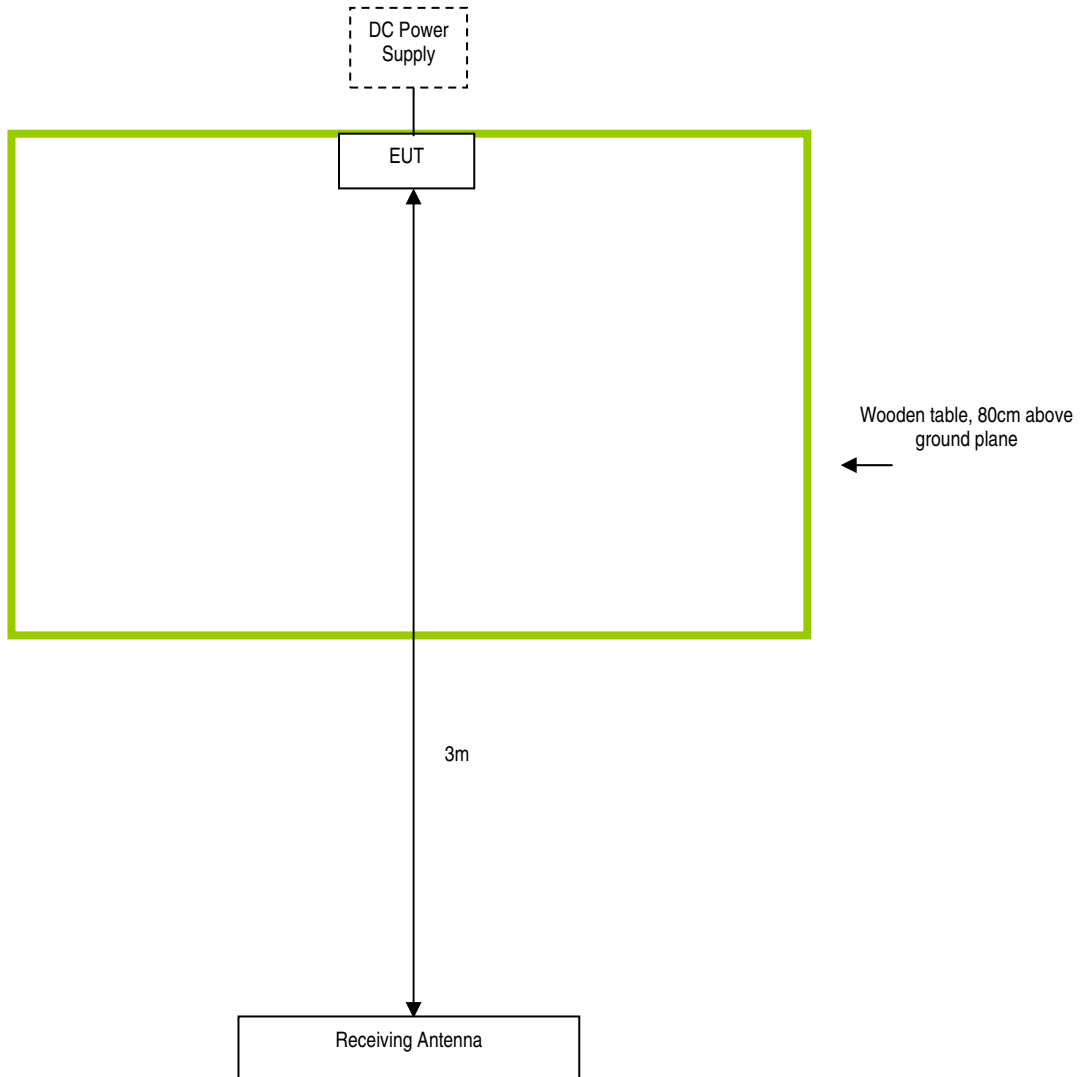 DC Power
Supply
EUT
Wooden table, 80cm above
ground plane
3m
Receiving Antenna